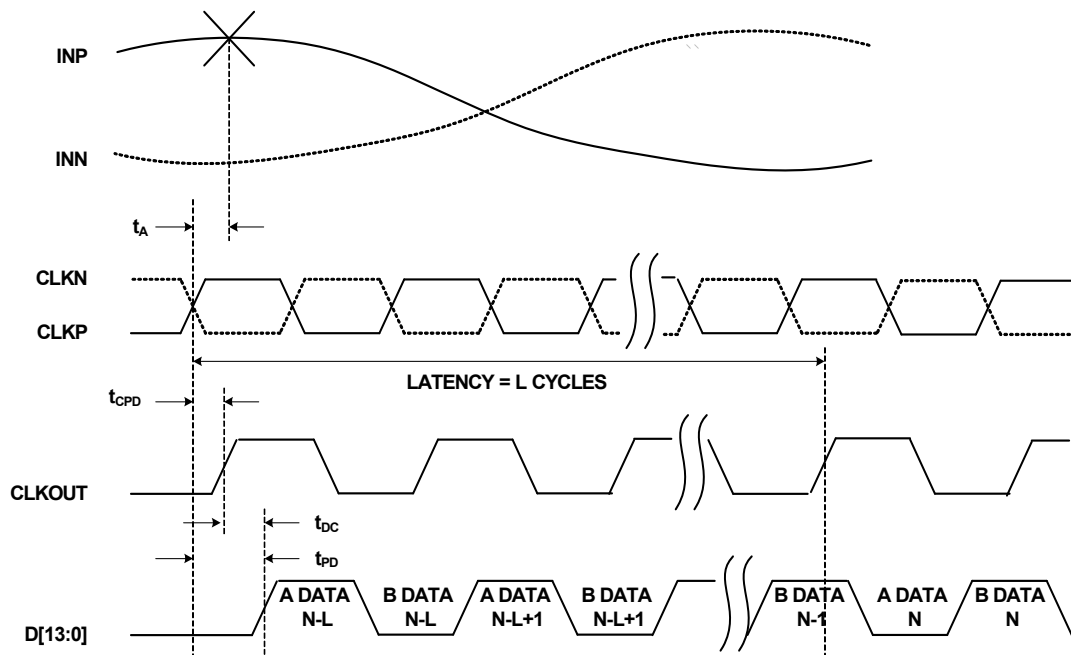 INP
INN
tA
CLKN
CLKP
LATENCY = L CYCLES
tCPD
CLKOUT
tDC
tPD
A DATA
N-L
B DATA
N-L
A DATA
N-L+1
B DATA
N-L+1
B DATA
N-1
A DATA
N
B DATA
N
D[13:0]